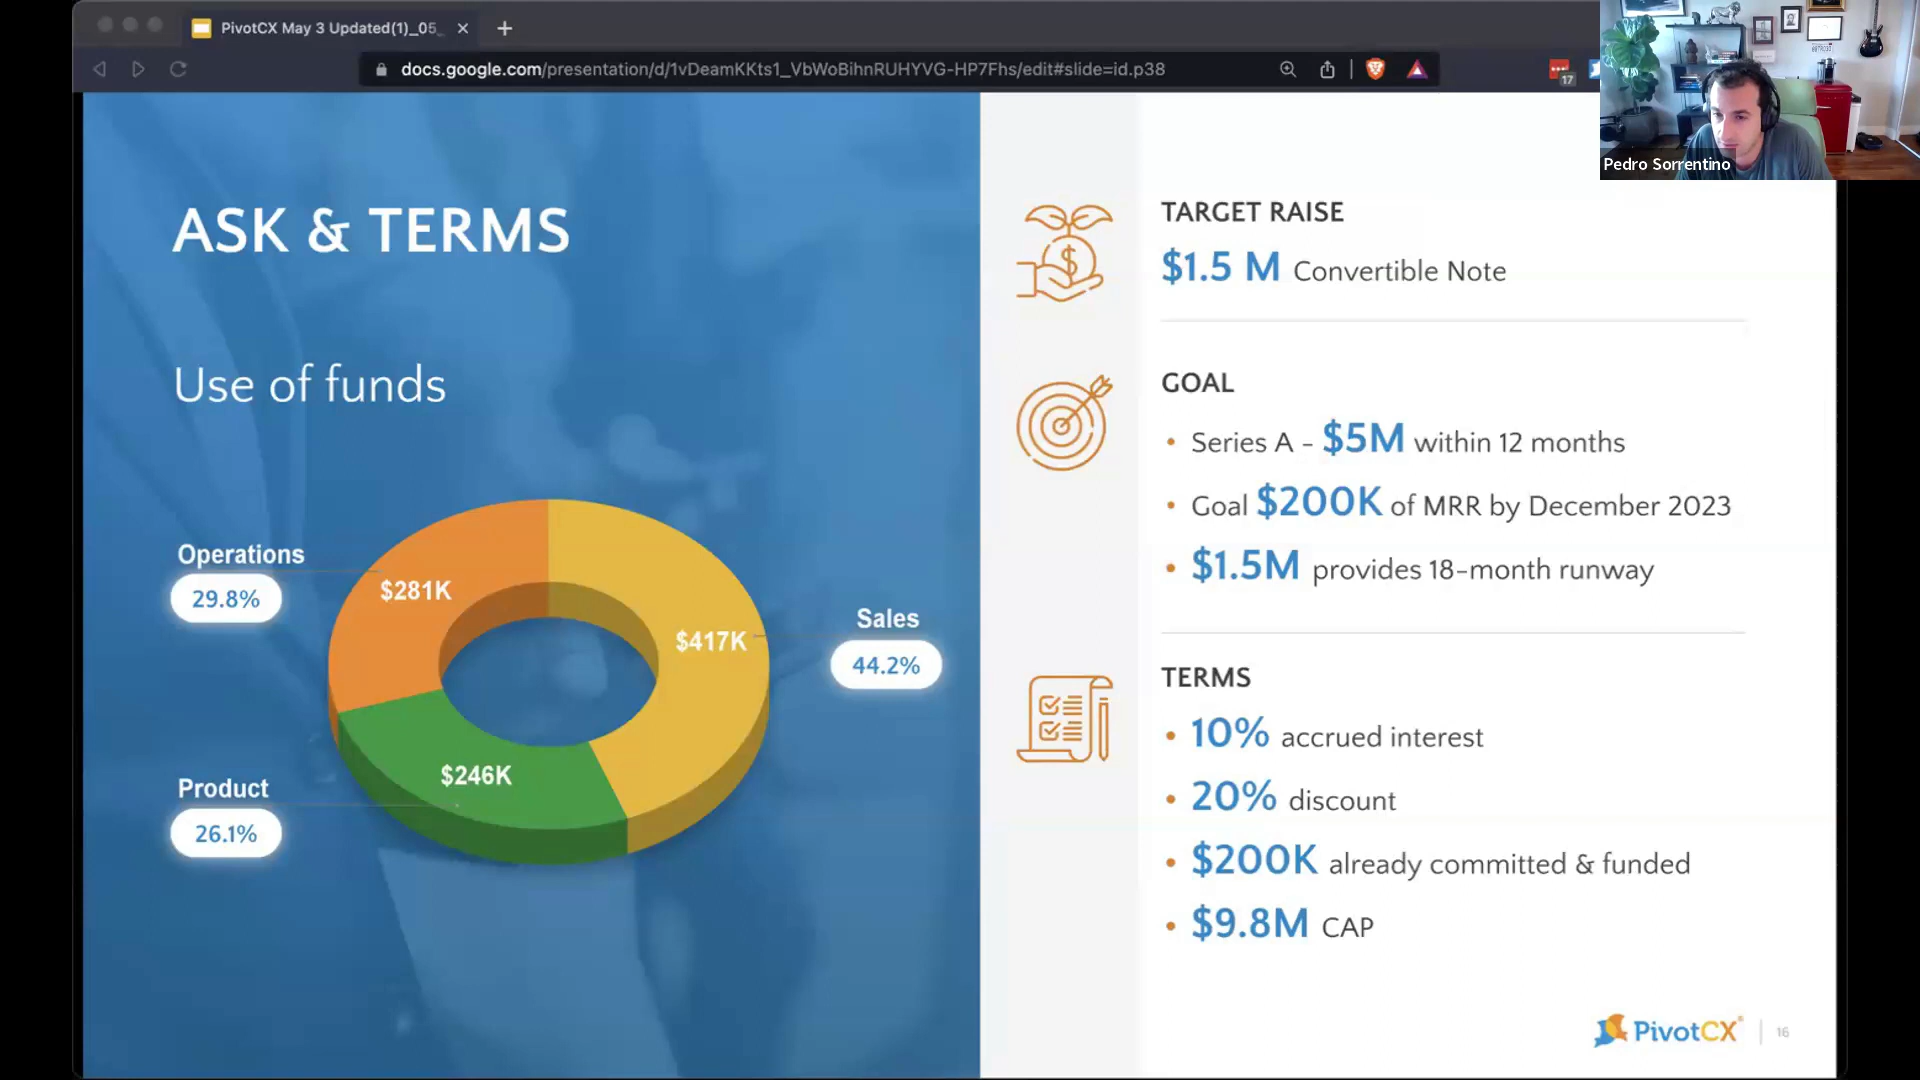 PivotCX May 3 Updated(1)_05_
docs.google.com/presentation/d/1vDeamKKts1_VbWoBihnRUHYVG-HP7Fhs/edit#slide=id.p38
17
Pedro Sorrentino
ASK & TERMS
Use of funds
Operations
29.8%
$281K
$417K
Sales
44.2%
Product
26.1%
$246K
TARGET RAISE
$1.5 M Convertible Note
GOAL
• Series A - $5M within 12 months
• Goal $200K of MRR by December 2023
• $1.5M provides 18-month runway
TERMS
• 10% accrued interest
• 20% discount
• $200K already committed & funded
• $9.8M CAP
PivotCX® | 16